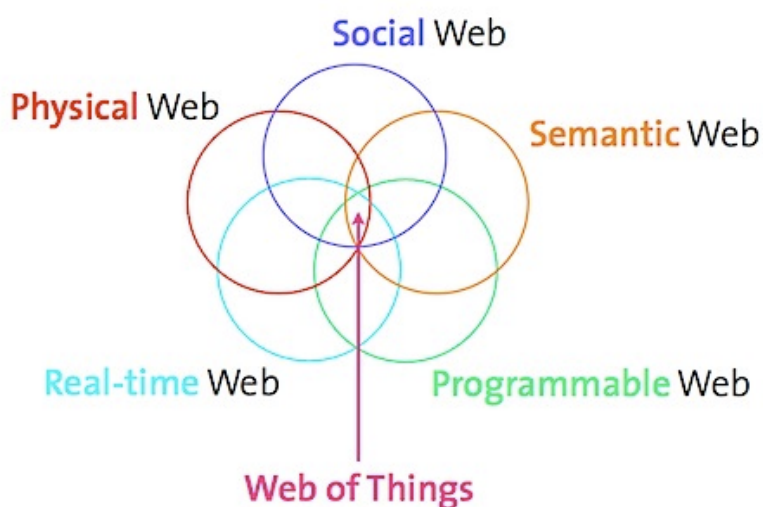 Social Web
Physical Web
Semantic Web
Real-time Web
Programmable Web
Web of Things